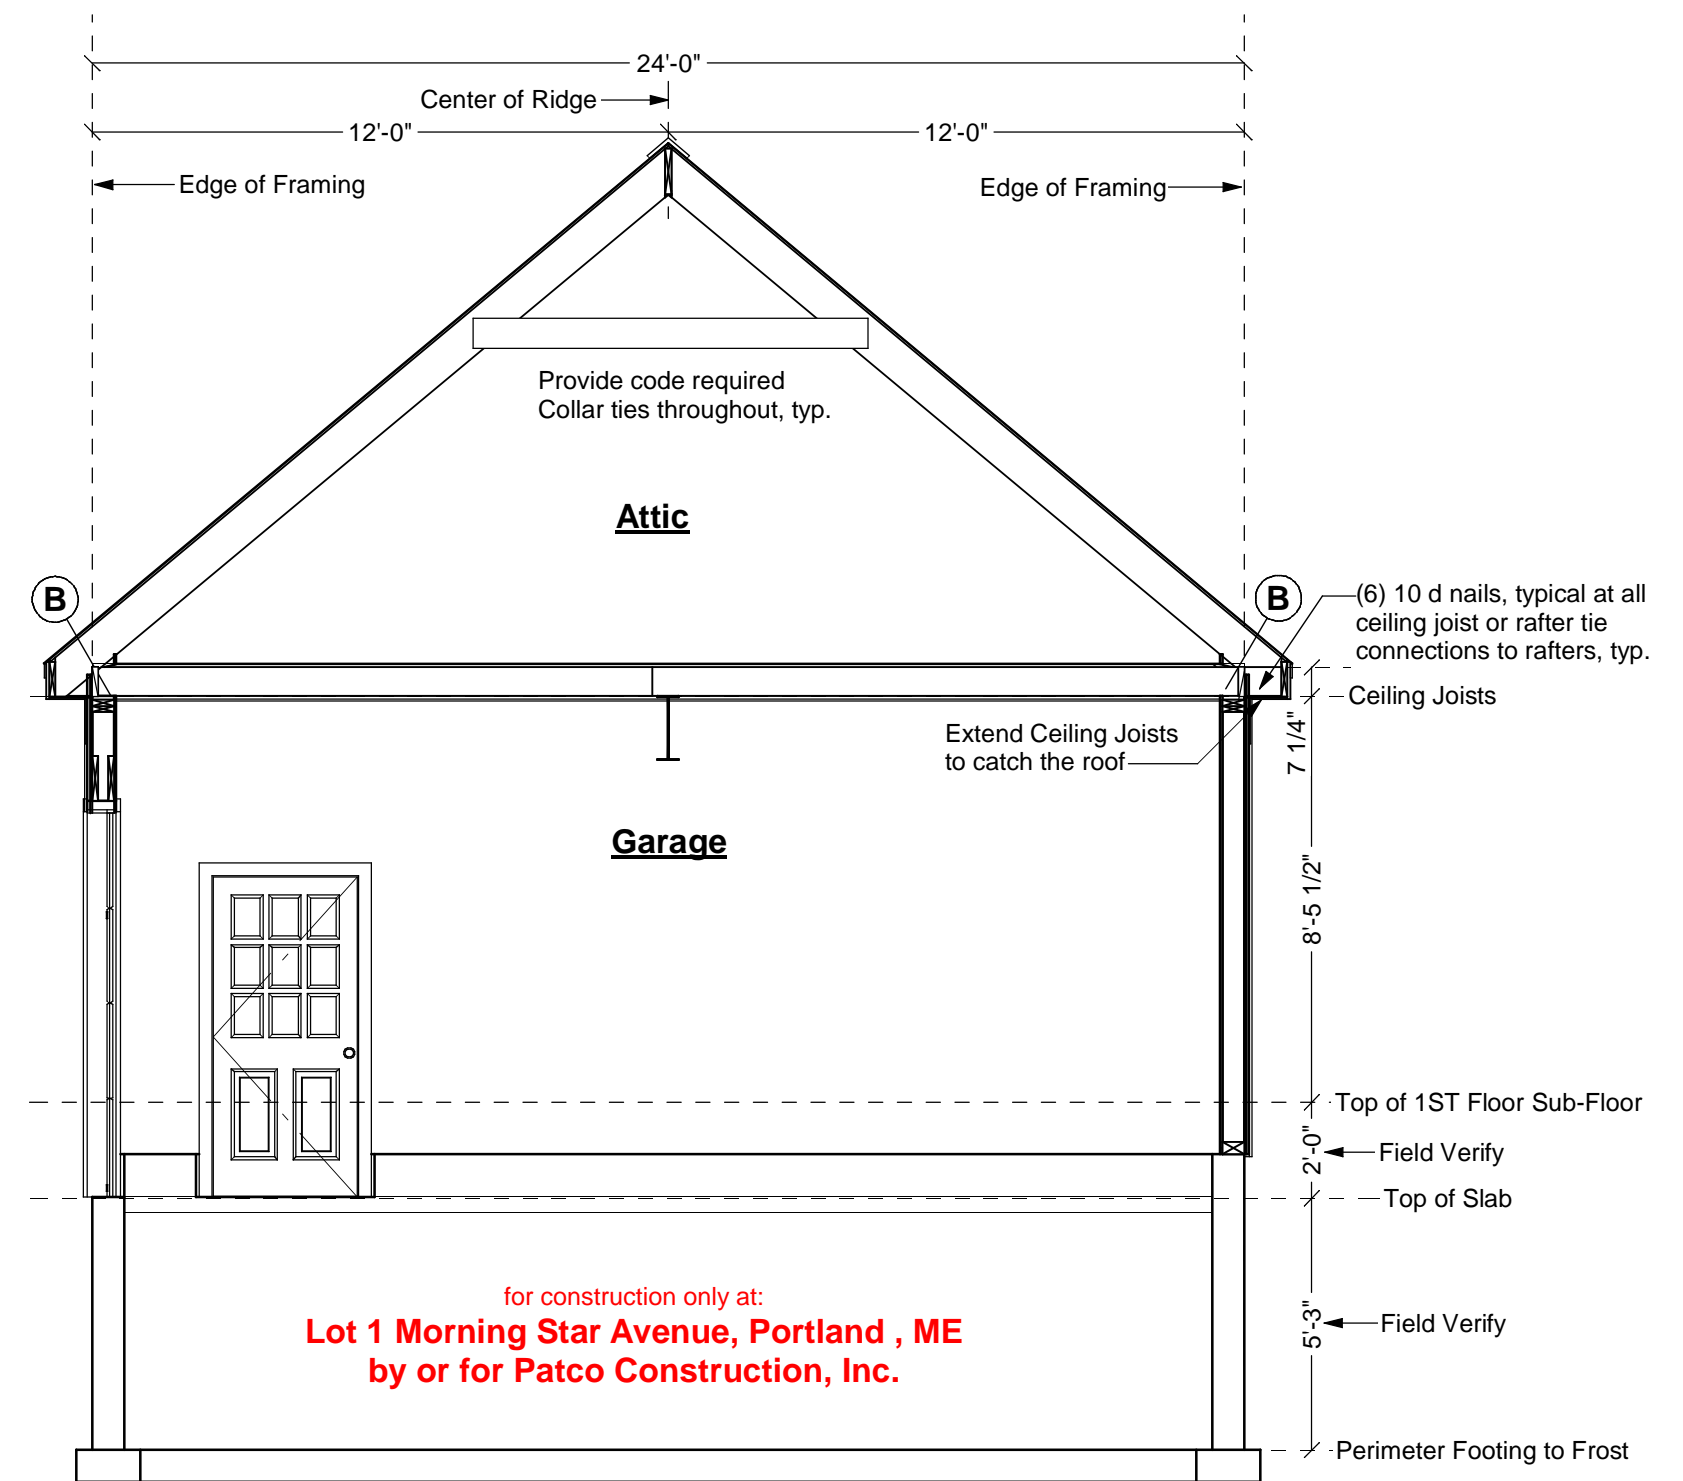 24'-0"
Center of Ridge
12'-0"
12'-0"
Edge of Framing
Edge of Framing
Provide code required
Collar ties throughout, typ.
Attic
B
B
(6) 10 d nails, typical at all
ceiling joist or rafter tie
connections to rafters, typ.
Ceiling Joists
7 1/4"
Extend Ceiling Joists
to catch the roof
Garage
8'-5 1/2"
Top of 1ST Floor Sub-Floor
2'-0"
Field Verify
Top of Slab
for construction only at:
Lot 1 Morning Star Avenue, Portland , ME
by or for Patco Construction, Inc.
5'-3"
Field Verify
Perimeter Footing to Frost